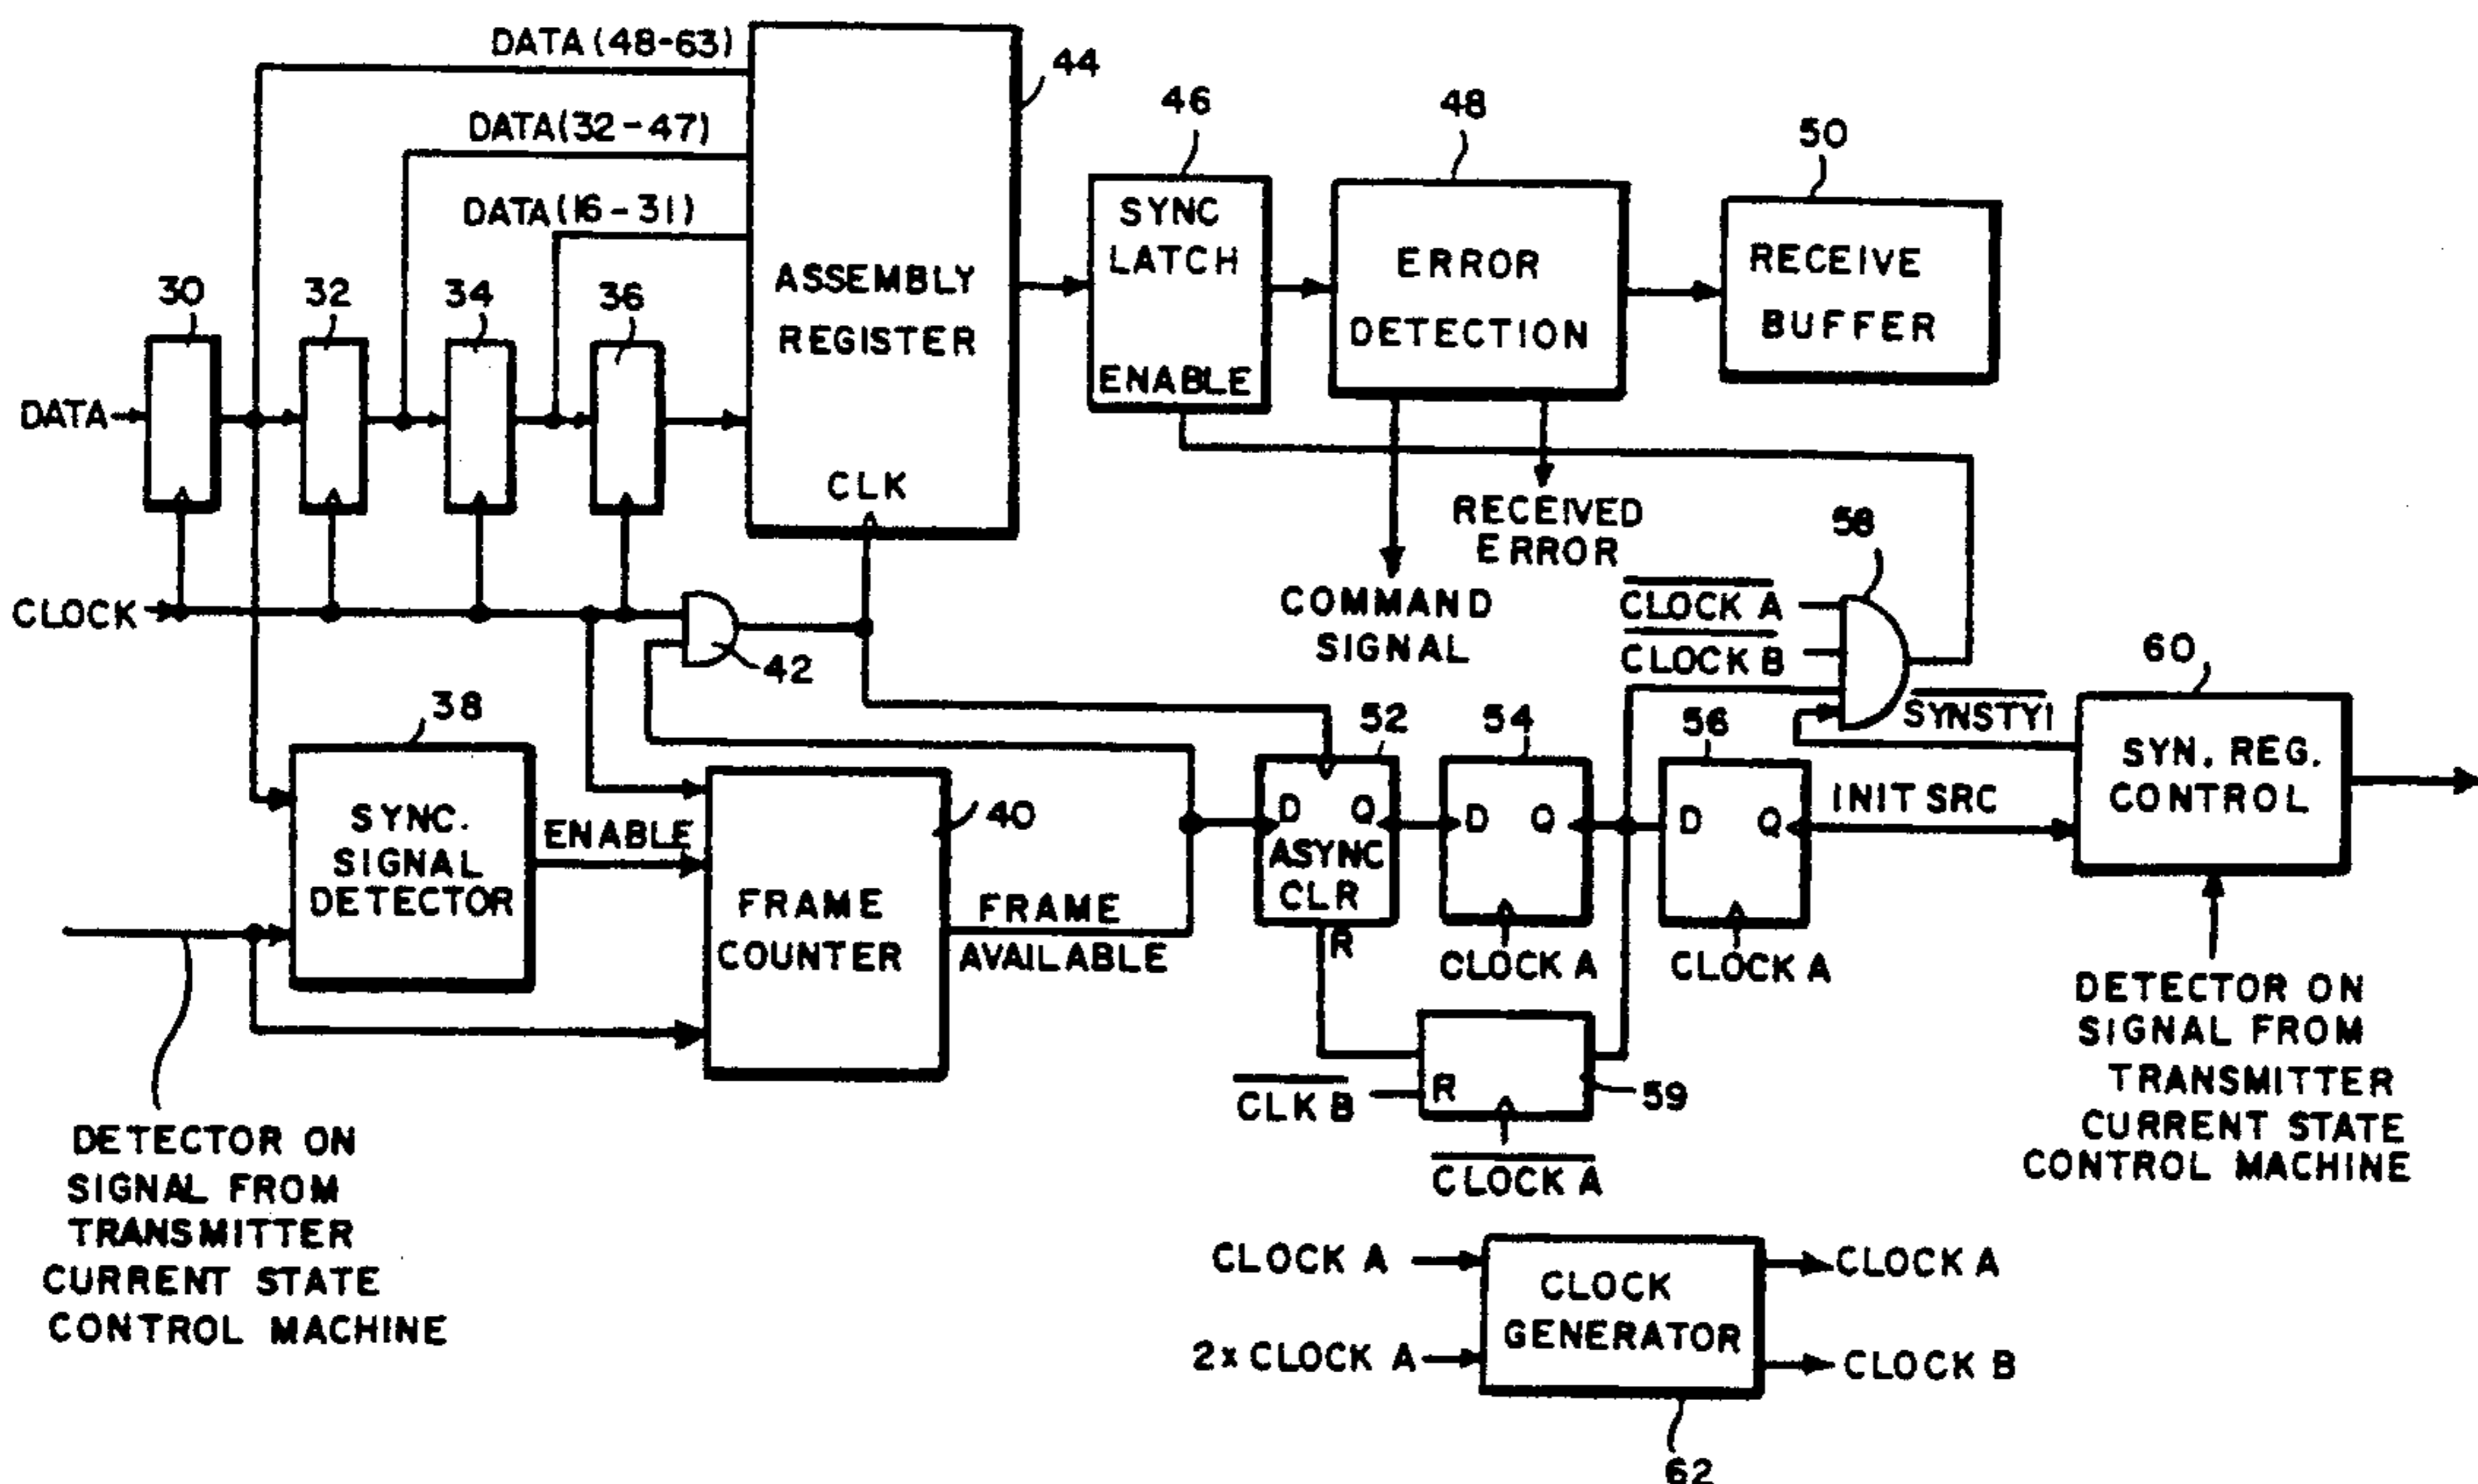 DATA (48-63)
44
DATA(32-47)
46
48
50
DATA(16-31)
SYNC
LATCH
ENABLE
ERROR
DETECTION
RECEIVE
BUFFER
ASSEMBLY
REGISTER
CLK
30
32
34
36
DATA
RECEIVED
ERROR
COMMAND
SIGNAL
58
CLOCK A
CLOCK B
SYNSTY1
60
CLOCK
42
38
SYNC.
SIGNAL
DETECTOR
ENABLE
40
FRAME
COUNTER
FRAME
AVAILABLE
52
54
56
D Q
ASYNC
CLR
R
D Q
CLOCK A
D Q
CLOCK A
INIT SRC
SYN. REG.
CONTROL
R
59
CLK B
CLOCK A
DETECTOR ON
SIGNAL FROM
TRANSMITTER
CURRENT STATE
CONTROL MACHINE
DETECTOR ON
SIGNAL FROM
TRANSMITTER
CURRENT STATE
CONTROL MACHINE
CLOCK A
2x CLOCK A
CLOCK
GENERATOR
CLOCK A
CLOCK B
62